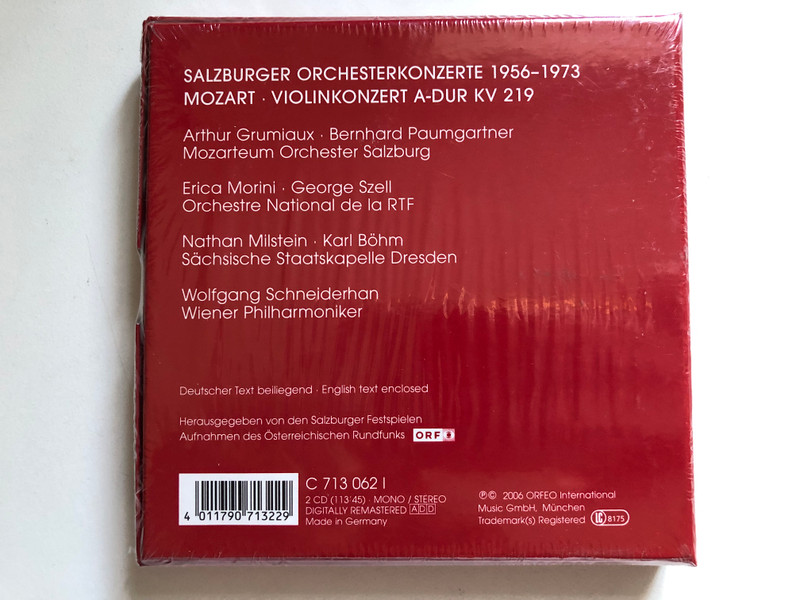 SALZBURGER ORCHESTERKONZERTE 1956–1973
MOZART · VIOLINKONZERT A-DUR KV 219
Arthur Grumiaux · Bernhard Paumgartner
Mozarteum Orchester Salzburg
Erica Morini · George Szell
Orchestre National de la RTF
Nathan Milstein · Karl Böhm
Sächsische Staatskapelle Dresden
Wolfgang Schneiderhan
Wiener Philharmoniker
Deutscher Text beiliegend · English text enclosed
Herausgegeben von den Salzburger Festspielen
Aufnahmen des Österreichischen Rundfunks ORF
4 011790 713229
C 713 062 I
2 CD (113'45) · MONO / STEREO
DIGITALLY REMASTERED ADD
Made in Germany
℗© 2006 ORFEO International
Music GmbH, München
Trademark(s) Registered LC 8175